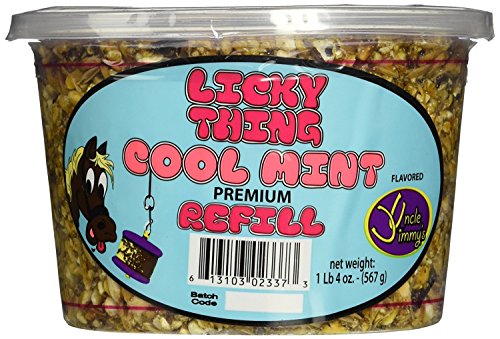 LICKY
THING
COOL MINT
FLAVORED
PREMIUM
REFILL
Uncle
Jimmy's
net weight:
1 Lb 4 oz. - (567 g)
6 13103 02337 3
Batch
Code